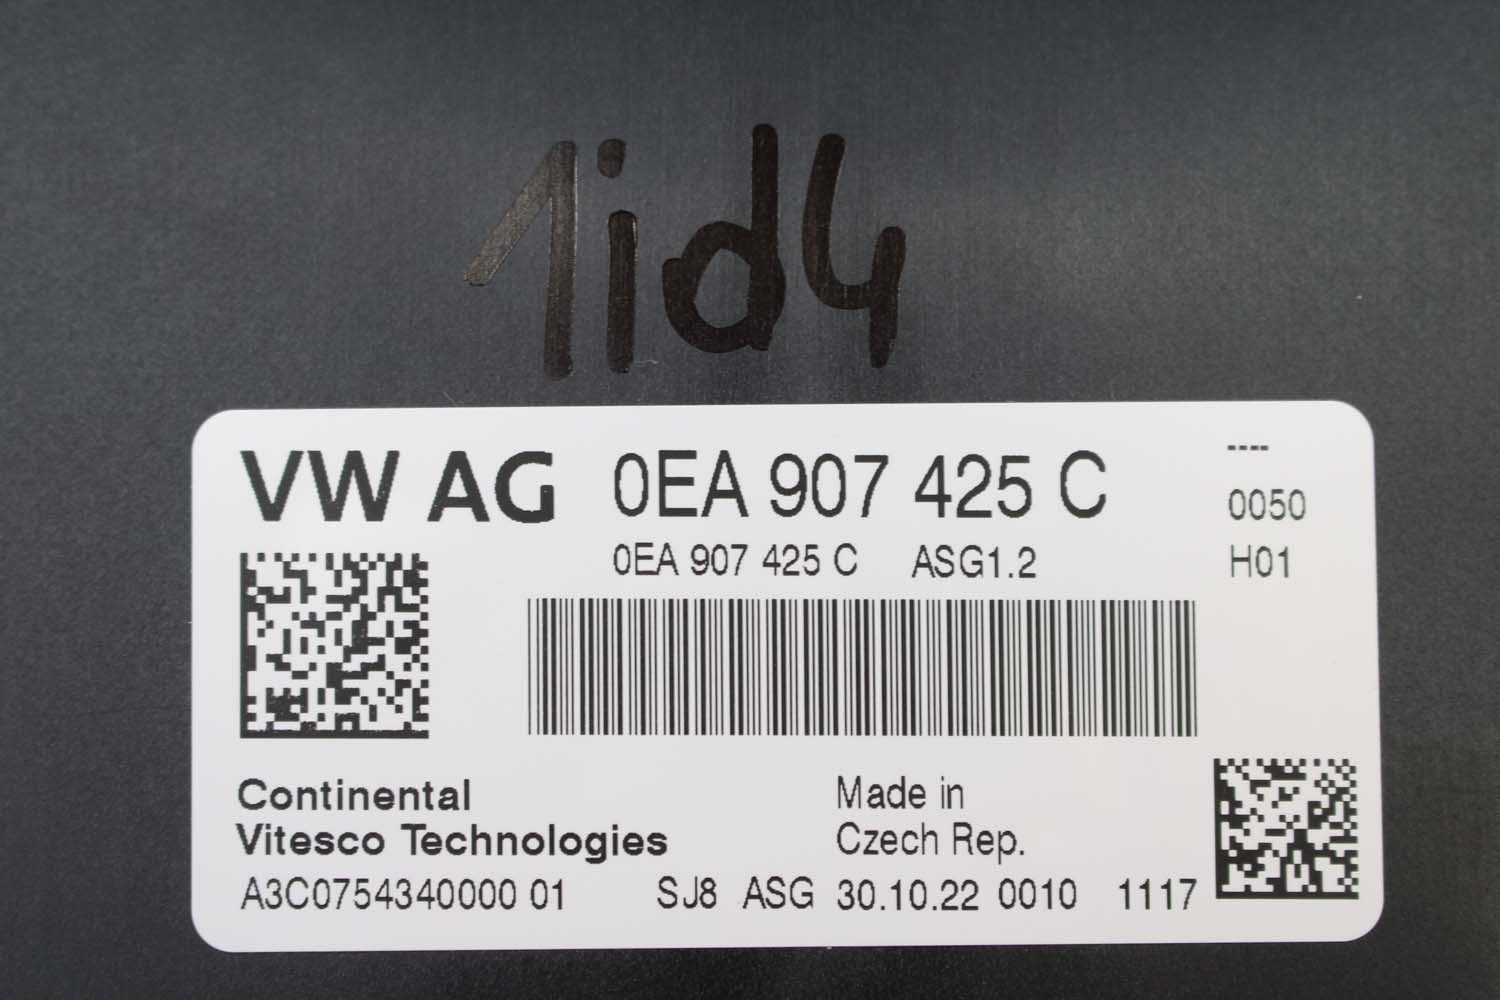 1id4
VW AG 0EA 907 425 C ----
0050
0EA 907 425 C ASG1.2 H01
Continental
Vitesco Technologies
Made in
Czech Rep.
A3C0754340000 01 SJ8 ASG 30.10.22 0010 1117